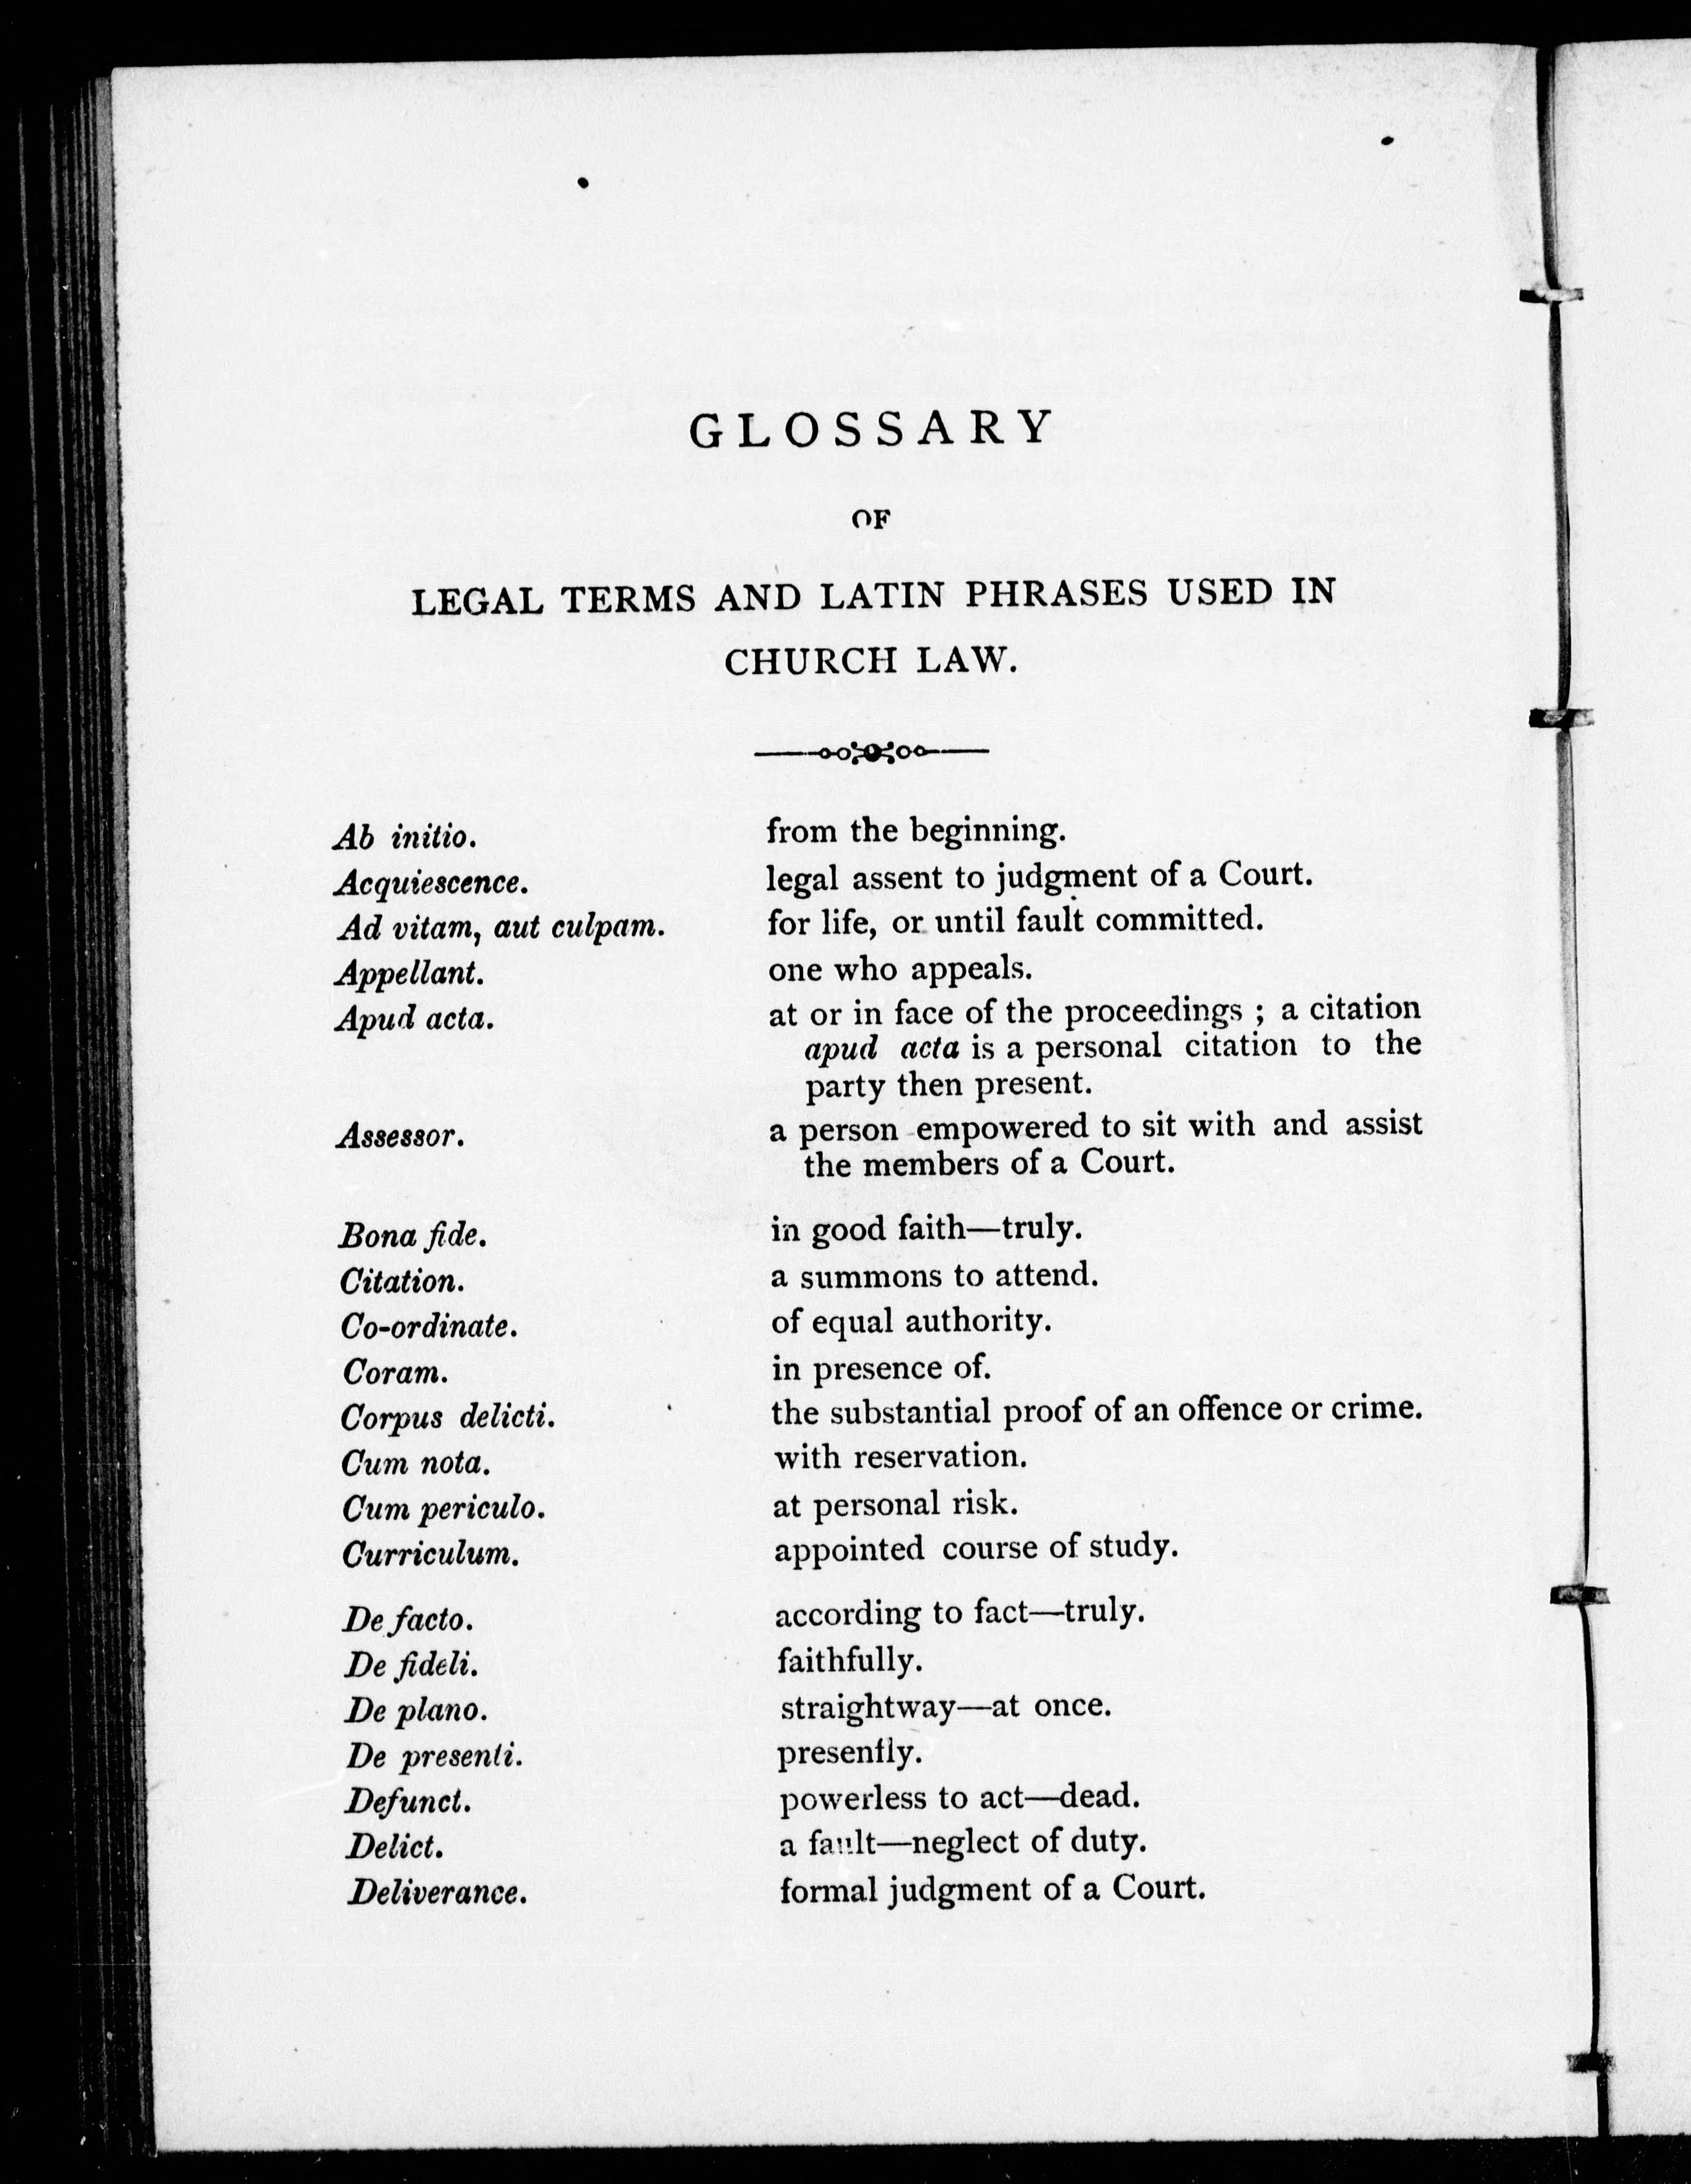 GLOSSARY
OF
LEGAL TERMS AND LATIN PHRASES USED IN
CHURCH LAW.
Ab initio. from the beginning.
Acquiescence. legal assent to judgment of a Court.
Ad vitam, aut culpam. for life, or until fault committed.
Appellant. one who appeals.
Apud acta. at or in face of the proceedings ; a citation
apud acta is a personal citation to the
party then present.
Assessor. a person empowered to sit with and assist
the members of a Court.
Bona fide. in good faith—truly.
Citation. a summons to attend.
Co-ordinate. of equal authority.
Coram. in presence of.
Corpus delicti. the substantial proof of an offence or crime.
Cum nota. with reservation.
Cum periculo. at personal risk.
Curriculum. appointed course of study.
De facto. according to fact—truly.
De fideli. faithfully.
De plano. straightway—at once.
De presenti. presently.
Defunct. powerless to act—dead.
Delict. a fault—neglect of duty.
Deliverance. formal judgment of a Court.